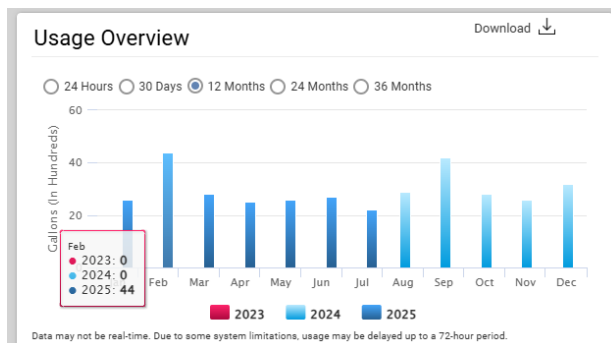 Usage Overview
Download
24 Hours 30 Days 12 Months 24 Months 36 Months
Gallons (In Hundreds)
60
40
20
Feb
2023: 0
2024: 0
2025: 44
Feb Mar Apr May Jun Jul Aug Sep Oct Nov Dec
2023 2024 2025
Data may not be real-time. Due to some system limitations, usage may be delayed up to a 72-hour period.